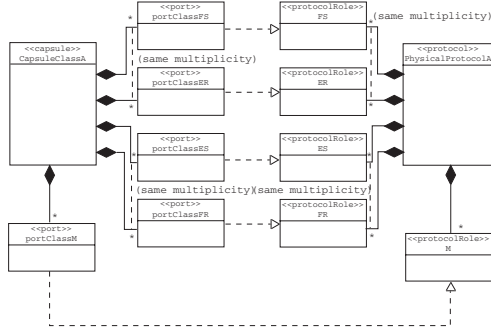 <<port>>
portClassFS
<<protocolRole>>
FS
*
*
(same multiplicity)
<<capsule>>
CapsuleClassA
(same multiplicity)
<<protocol>>
PhysicalProtocolA
<<port>>
portClassER
<<protocolRole>>
ER
*
*
<<port>>
portClassES
<<protocolRole>>
ES
*
*
(same multiplicity)(same multiplicity)
<<port>>
portClassFR
<<protocolRole>>
FR
*
*
*
*
<<port>>
portClassM
<<protocolRole>>
M